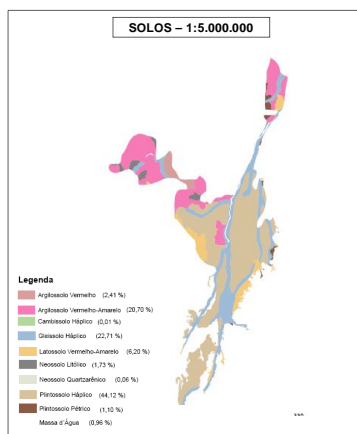 SOLOS – 1:5.000.000
Legenda
Argilossolo Vermelho (2,41 %)
Argilossolo Vermelho-Amarelo (20,70 %)
Cambissolo Háplico (0,01 %)
Gleissolo Háplico (22,71 %)
Latossolo Vermelho-Amarelo (6,20 %)
Neossolo Litólico (1,73 %)
Neossolo Quartzarênico (0,06 %)
Plintossolo Háplico (44,12 %)
Plintossolo Pétrico (1,10 %)
Massa d'Água (0,96 %)